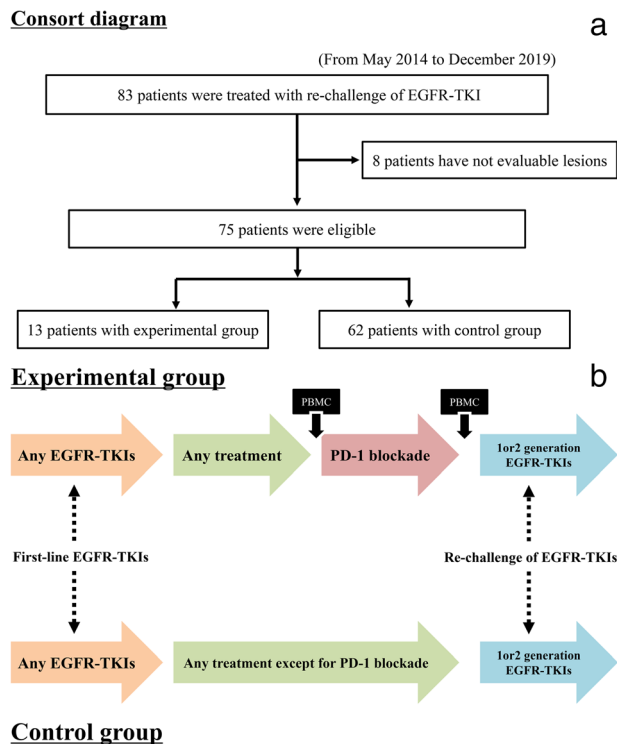 Consort diagram
a
(From May 2014 to December 2019)
83 patients were treated with re-challenge of EGFR-TKI
8 patients have not evaluable lesions
75 patients were eligible
13 patients with experimental group
62 patients with control group
Experimental group
b
PBMC
PBMC
Any EGFR-TKIs
Any treatment
PD-1 blockade
1or2 generation
EGFR-TKIs
First-line EGFR-TKIs
Re-challenge of EGFR-TKIs
Any EGFR-TKIs
Any treatment except for PD-1 blockade
1or2 generation
EGFR-TKIs
Control group